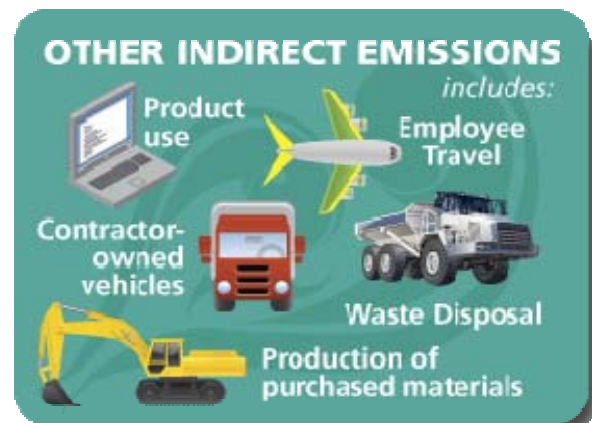 OTHER INDIRECT EMISSIONS
includes:
Product
use
Employee
Travel
Contractor-
owned
vehicles
Waste Disposal
Production of
purchased materials